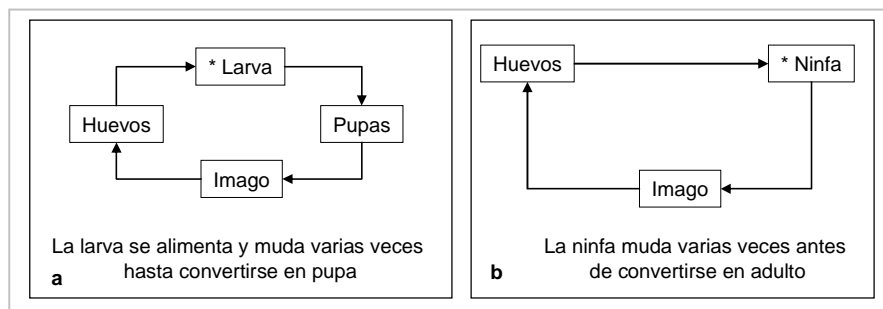 * Larva
Huevos
Pupas
Imago
La larva se alimenta y muda varias veces
hasta convertirse en pupa
a
Huevos
* Ninfa
Imago
La ninfa muda varias veces antes
de convertirse en adulto
b